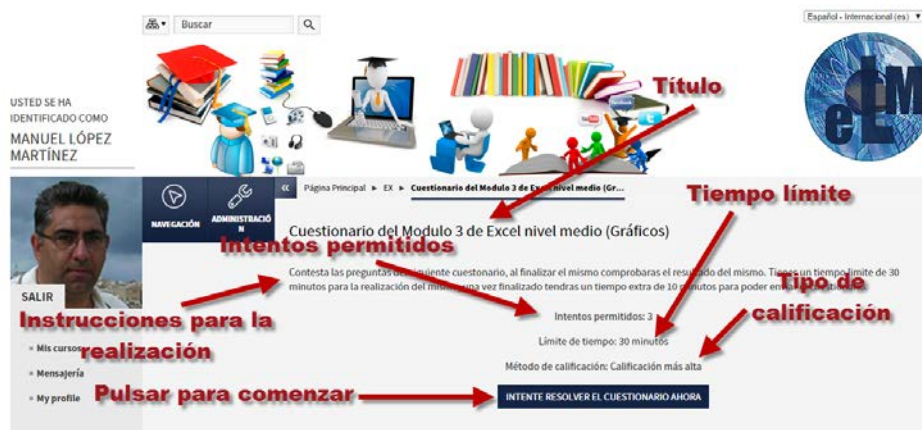 Buscar
Español - Internacional (es)
Título
USTED SE HA
IDENTIFICADO COMO
MANUEL LÓPEZ
MARTÍNEZ
You
eLM
Página Principal ► EX ► Cuestionario del Modulo 3 de Excel nivel medio (Gr...
NAVEGACIÓN
ADMINISTRACIÓ
N
Tiempo límite
Cuestionario del Modulo 3 de Excel nivel medio (Gráficos)
Intentos permitidos
Contesta las preguntas del siguiente cuestonario, al finalizar el mismo comprobaras el resultado del mismo. Tienes un tiempo límite de 30
minutos para la realización del mismo, una vez finalizado tendras un tiempo extra de 10 minutos para poder
Tipo de
calificación
SALIR
Intentos permitidos: 3
Instrucciones para la
realización
Límite de tiempo: 30 minutos
Mis cursos
Método de calificación: Calificación más alta
Mensajería
My profile
Pulsar para comenzar
INTENTE RESOLVER EL CUESTIONARIO AHORA